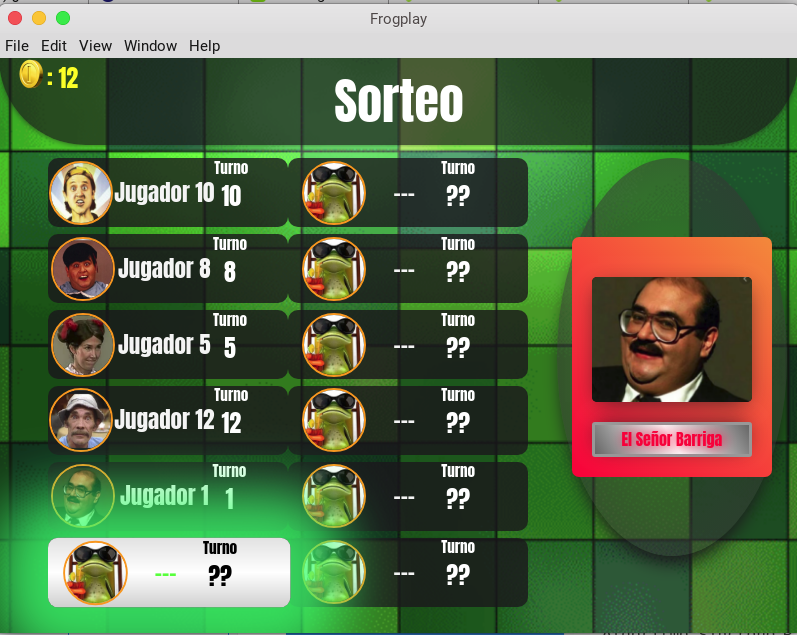 Frogplay
File Edit View Window Help
: 12
Sorteo
Turno
Jugador 10 10
Turno
--- ??
Turno
Jugador 8 8
Turno
--- ??
Turno
Jugador 5 5
Turno
--- ??
Turno
Jugador 12 12
Turno
--- ??
Turno
Jugador 1 1
Turno
--- ??
Turno
--- ??
Turno
--- ??
El Señor Barriga